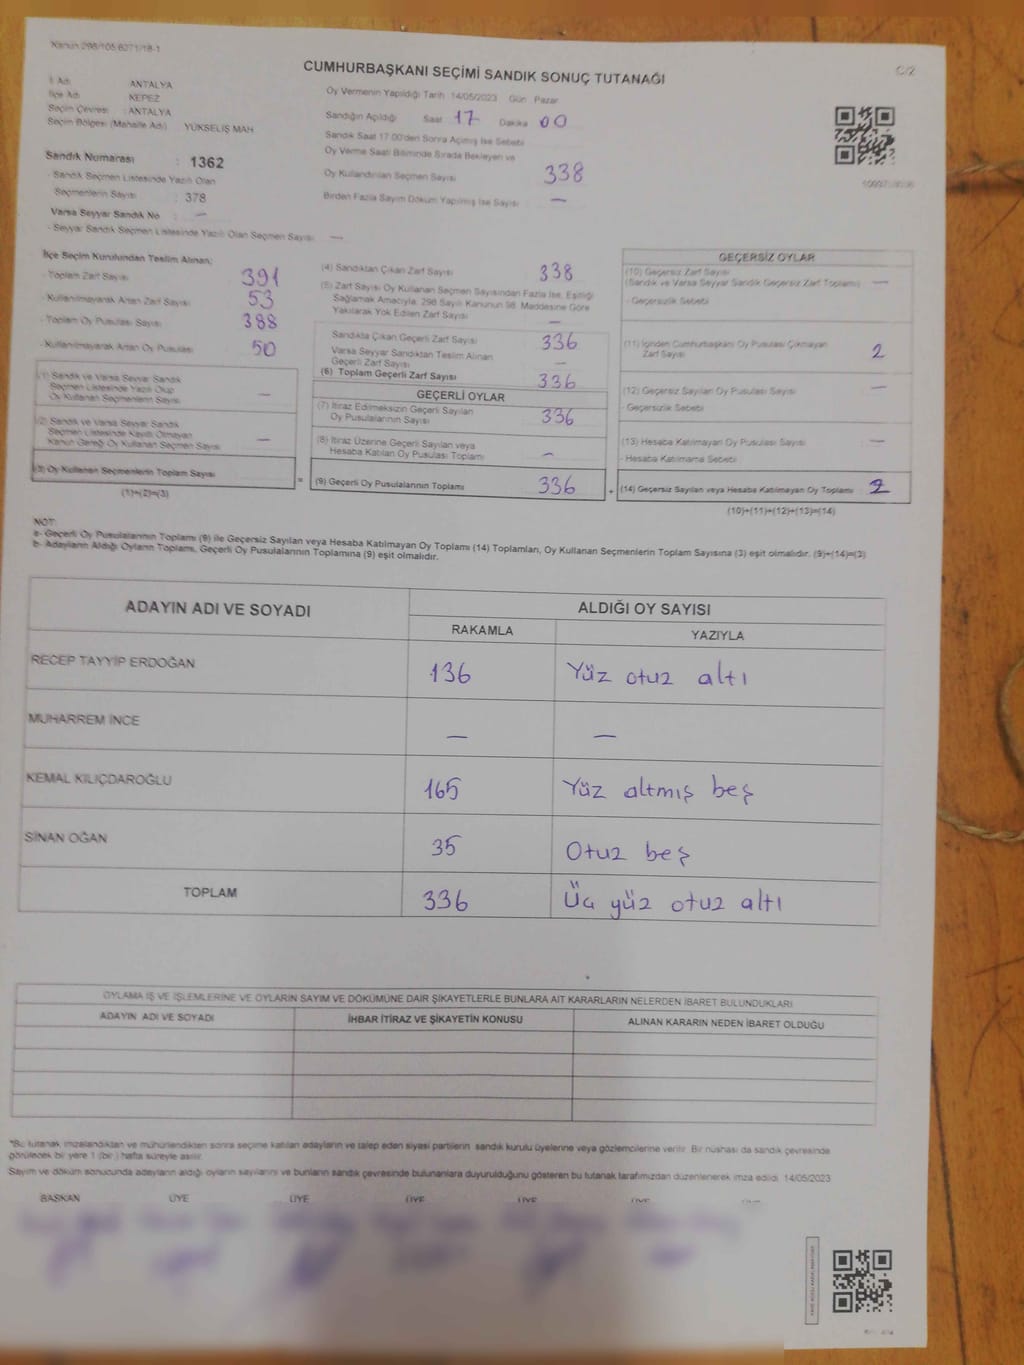 Kanun:298/105,6271/18-1
C/2
CUMHURBAŞKANI SEÇİMİ SANDIK SONUÇ TUTANAĞI
İl Adı : ANTALYA
İlçe Adı : KEPEZ
Seçim Çevresi : ANTALYA
Seçim Bölgesi (Mahalle Adı) YÜKSELİŞ MAH
Sandık Numarası : 1362
- Sandık Seçmen Listesinde Yazılı Olan
Seçmenlerin Sayısı : 378
Varsa Seyyar Sandık No : —
- Seyyar Sandık Seçmen Listesinde Yazılı Olan Seçmen Sayısı : —
Oy Vermenin Yapıldığı Tarih 14/05/2023 Gün Pazar
Sandığın Açıldığı Saat 17 Dakika 00
Sandık Saat 17.00'den Sonra Açılmış İse Sebebi
Oy Verme Saati Bitiminde Sırada Bekleyen ve
Oy Kullandırılan Seçmen Sayısı 338
Birden Fazla Sayım Döküm Yapılmış İse Sayısı —
İlçe Seçim Kurulundan Teslim Alınan;
- Toplam Zarf Sayısı 391
- Kullanılmayarak Artan Zarf Sayısı 53
- Toplam Oy Pusulası Sayısı 388
- Kullanılmayarak Artan Oy Pusulası 50
(1) Sandık ve Varsa Seyyar Sandık
Seçmen Listesinde Yazılı Olup
Oy Kullanan Seçmenlerin Sayısı —
(2) Sandık ve Varsa Seyyar Sandık
Seçmen Listesinde Kayıtlı Olmayan
Kanun Gereği Oy Kullanan Seçmen Sayısı —
(3) Oy Kullanan Seçmenlerin Toplam Sayısı
(1)+(2)=(3)
(4) Sandıktan Çıkan Zarf Sayısı 338
(5) Zarf Sayısı Oy Kullanan Seçmen Sayısından Fazla İse, Eşitliği
Sağlamak Amacıyla, 298 Sayılı Kanunun 98. Maddesine Göre
Yakılarak Yok Edilen Zarf Sayısı —
Sandıkta Çıkan Geçerli Zarf Sayısı 336
Varsa Seyyar Sandıktan Teslim Alınan
Geçerli Zarf Sayısı —
(6) Toplam Geçerli Zarf Sayısı 336
GEÇERLİ OYLAR
(7) İtiraz Edilmeksizin Geçerli Sayılan
Oy Pusulalarının Sayısı 336
(8) İtiraz Üzerine Geçerli Sayılan veya
Hesaba Katılan Oy Pusulası Toplamı —
= (9) Geçerli Oy Pusulalarının Toplamı 336 +
GEÇERSİZ OYLAR
(10) Geçersiz Zarf Sayısı
(Sandık ve Varsa Seyyar Sandık Geçersiz Zarf Toplamı) —
- Geçersizlik Sebebi
(11) İçinden Cumhurbaşkanı Oy Pusulası Çıkmayan
Zarf Sayısı 2
(12) Geçersiz Sayılan Oy Pusulası Sayısı —
- Geçersizlik Sebebi
(13) Hesaba Katılmayan Oy Pusulası Sayısı —
- Hesaba Katılmama Sebebi
(14) Geçersiz Sayılan veya Hesaba Katılmayan Oy Toplamı 2
(10)+(11)+(12)+(13)=(14)
NOT:
a- Geçerli Oy Pusulalarının Toplamı (9) ile Geçersiz Sayılan veya Hesaba Katılmayan Oy Toplamı (14) Toplamları, Oy Kullanan Seçmenlerin Toplam Sayısına (3) eşit olmalıdır. (9)+(14)=(3)
b- Adayların Aldığı Oyların Toplamı, Geçerli Oy Pusulalarının Toplamına (9) eşit olmalıdır.
ADAYIN ADI VE SOYADI ALDIĞI OY SAYISI
RAKAMLA YAZIYLA
RECEP TAYYİP ERDOĞAN 136 Yüz otuz altı
MUHARREM İNCE — —
KEMAL KILIÇDAROĞLU 165 Yüz altmış beş
SİNAN OĞAN 35 Otuz beş
TOPLAM 336 Üç yüz otuz altı
OYLAMA İŞ VE İŞLEMLERİNE VE OYLARIN SAYIM VE DÖKÜMÜNE DAİR ŞİKAYETLERLE BUNLARA AİT KARARLARIN NELERDEN İBARET BULUNDUKLARI
ADAYIN ADI VE SOYADI İHBAR İTİRAZ VE ŞİKAYETİN KONUSU ALINAN KARARIN NEDEN İBARET OLDUĞU
*Bu tutanak imzalandıktan ve mühürlendikten sonra seçime katılan adayların ve talep eden siyasi partilerin sandık kurulu üyelerine veya gözlemcilerine verilir. Bir nüshası da sandık çevresinde
görülecek bir yere 1 (bir) hafta süreyle asılır.
Sayım ve döküm sonucunda adayların aldığı oyların sayılarını ve bunların sandık çevresinde bulunanlara duyurulduğunu gösteren bu tutanak tarafımızdan düzenlenerek imza edildi. 14/05/2023
BAŞKAN ÜYE ÜYE ÜYE ÜYE ÜYE